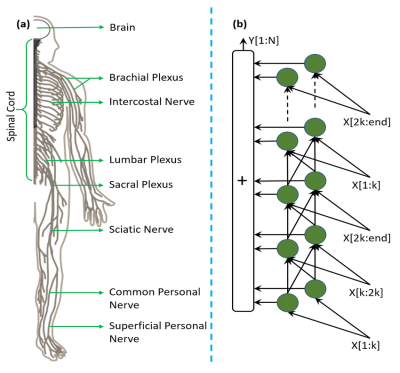 (a)
Brain
Spinal Cord
Brachial Plexus
Intercostal Nerve
Lumbar Plexus
Sacral Plexus
Sciatic Nerve
Common Personal
Nerve
Superficial Personal
Nerve
(b)
Y[1:N]
+
X[2k:end]
X[1:k]
X[2k:end]
X[k:2k]
X[1:k]